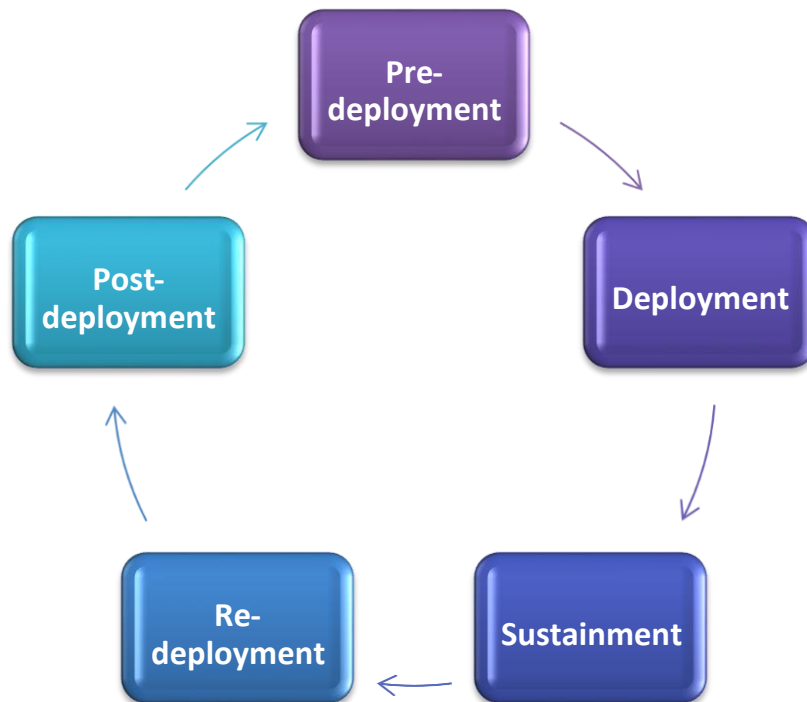 Pre-
deployment
Deployment
Sustainment
Re-
deployment
Post-
deployment